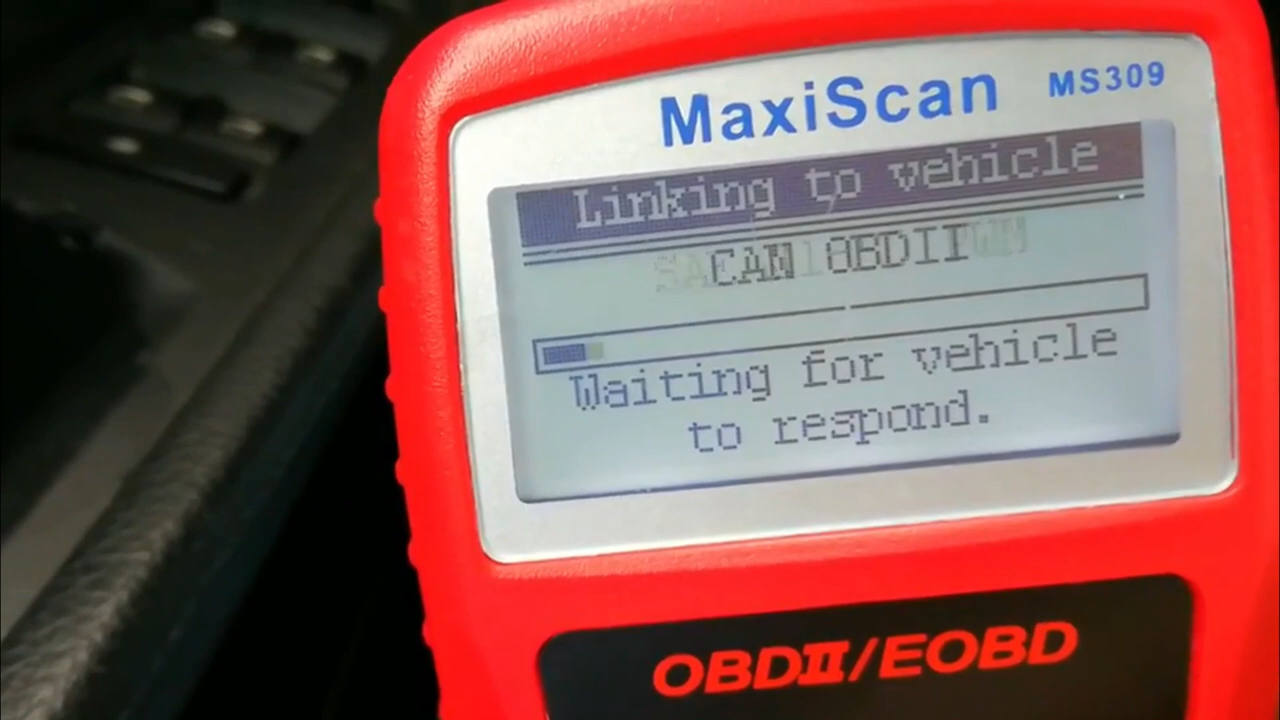 MaxiScan MS309
Linking to vehicle
CAN OBDII
Waiting for vehicle
to respond.
OBDII/EOBD